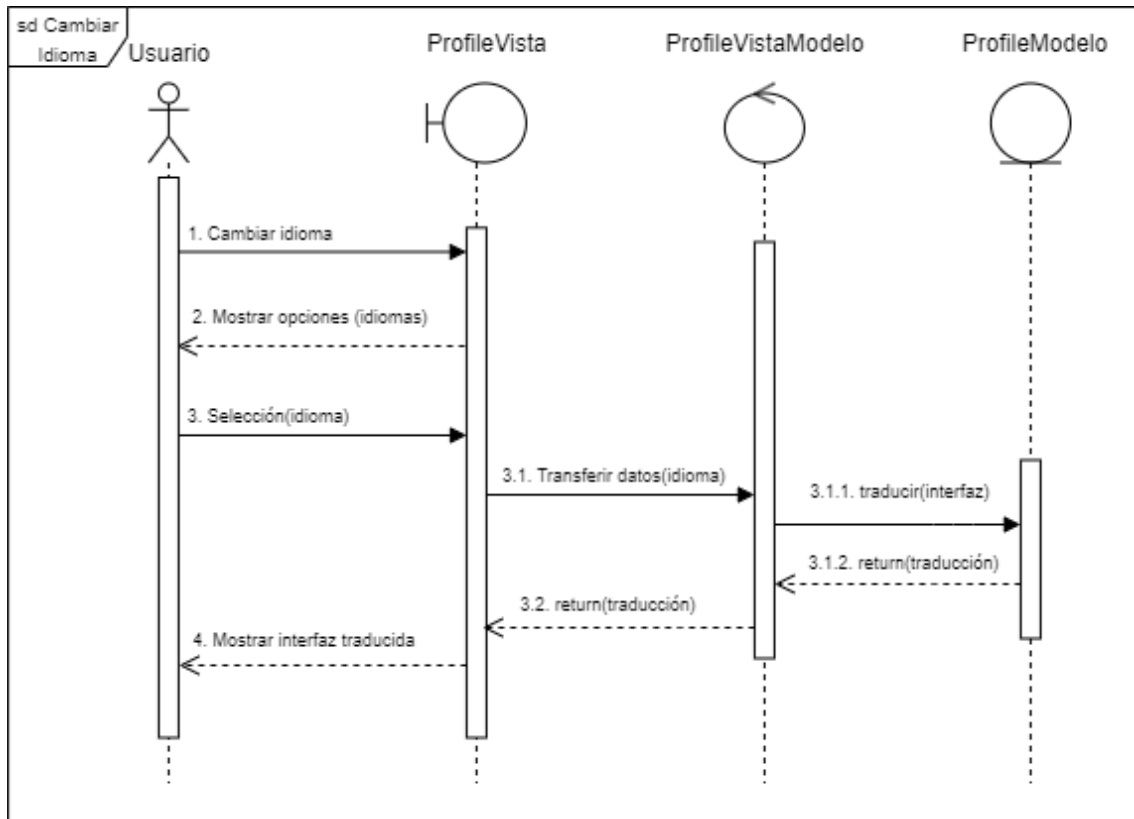 sd Cambiar
Idioma
Usuario
ProfileVista
ProfileVistaModelo
ProfileModelo
1. Cambiar idioma
2. Mostrar opciones (idiomas)
3. Selección(idioma)
3.1. Transferir datos(idioma)
3.1.1. traducir(interfaz)
3.1.2. return(traducción)
3.2. return(traducción)
4. Mostrar interfaz traducida